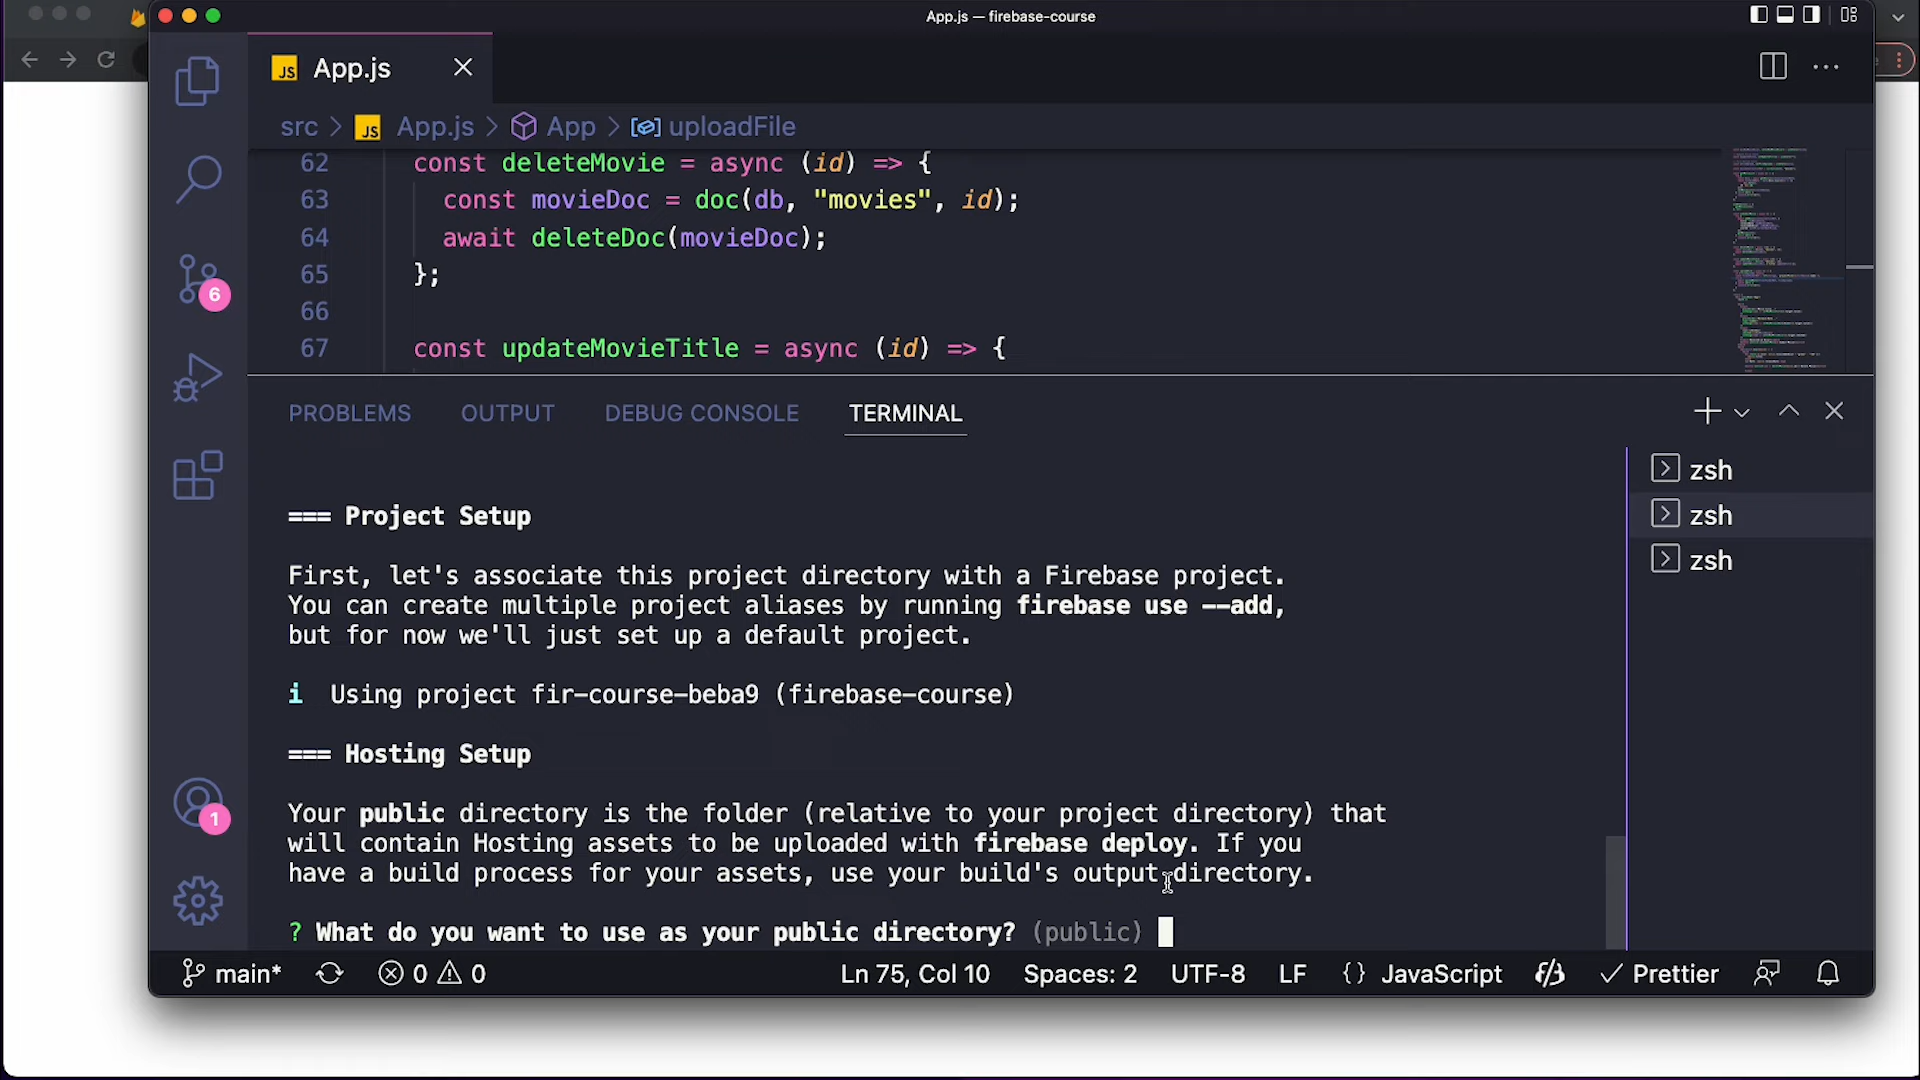 App.js — firebase-course
JS App.js
src > JS App.js > App > uploadFile
62 const deleteMovie = async (id) => {
63 const movieDoc = doc(db, "movies", id);
64 await deleteDoc(movieDoc);
65 };
66
67 const updateMovieTitle = async (id) => {
PROBLEMS OUTPUT DEBUG CONSOLE TERMINAL
zsh
zsh
zsh
=== Project Setup
First, let's associate this project directory with a Firebase project.
You can create multiple project aliases by running firebase use --add,
but for now we'll just set up a default project.
i Using project fir-course-beba9 (firebase-course)
=== Hosting Setup
Your public directory is the folder (relative to your project directory) that
will contain Hosting assets to be uploaded with firebase deploy. If you
have a build process for your assets, use your build's output directory.
? What do you want to use as your public directory? (public)
6
1
main* 0 0 Ln 75, Col 10 Spaces: 2 UTF-8 LF {} JavaScript Prettier